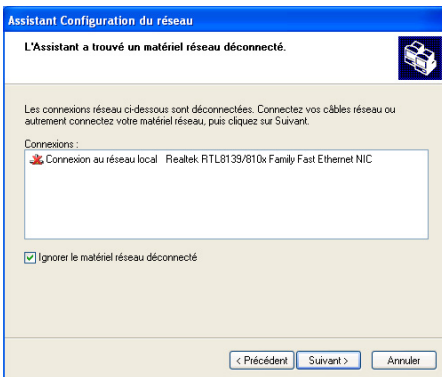 Assistant Configuration du réseau
L'Assistant a trouvé un matériel réseau déconnecté.
Les connexions réseau ci-dessous sont déconnectées. Connectez vos câbles réseau ou
autrement connectez votre matériel réseau, puis cliquez sur Suivant.
Connexions :
Connexion au réseau local Realtek RTL8139/810x Family Fast Ethernet NIC
Ignorer le matériel réseau déconnecté
< Précédent Suivant > Annuler